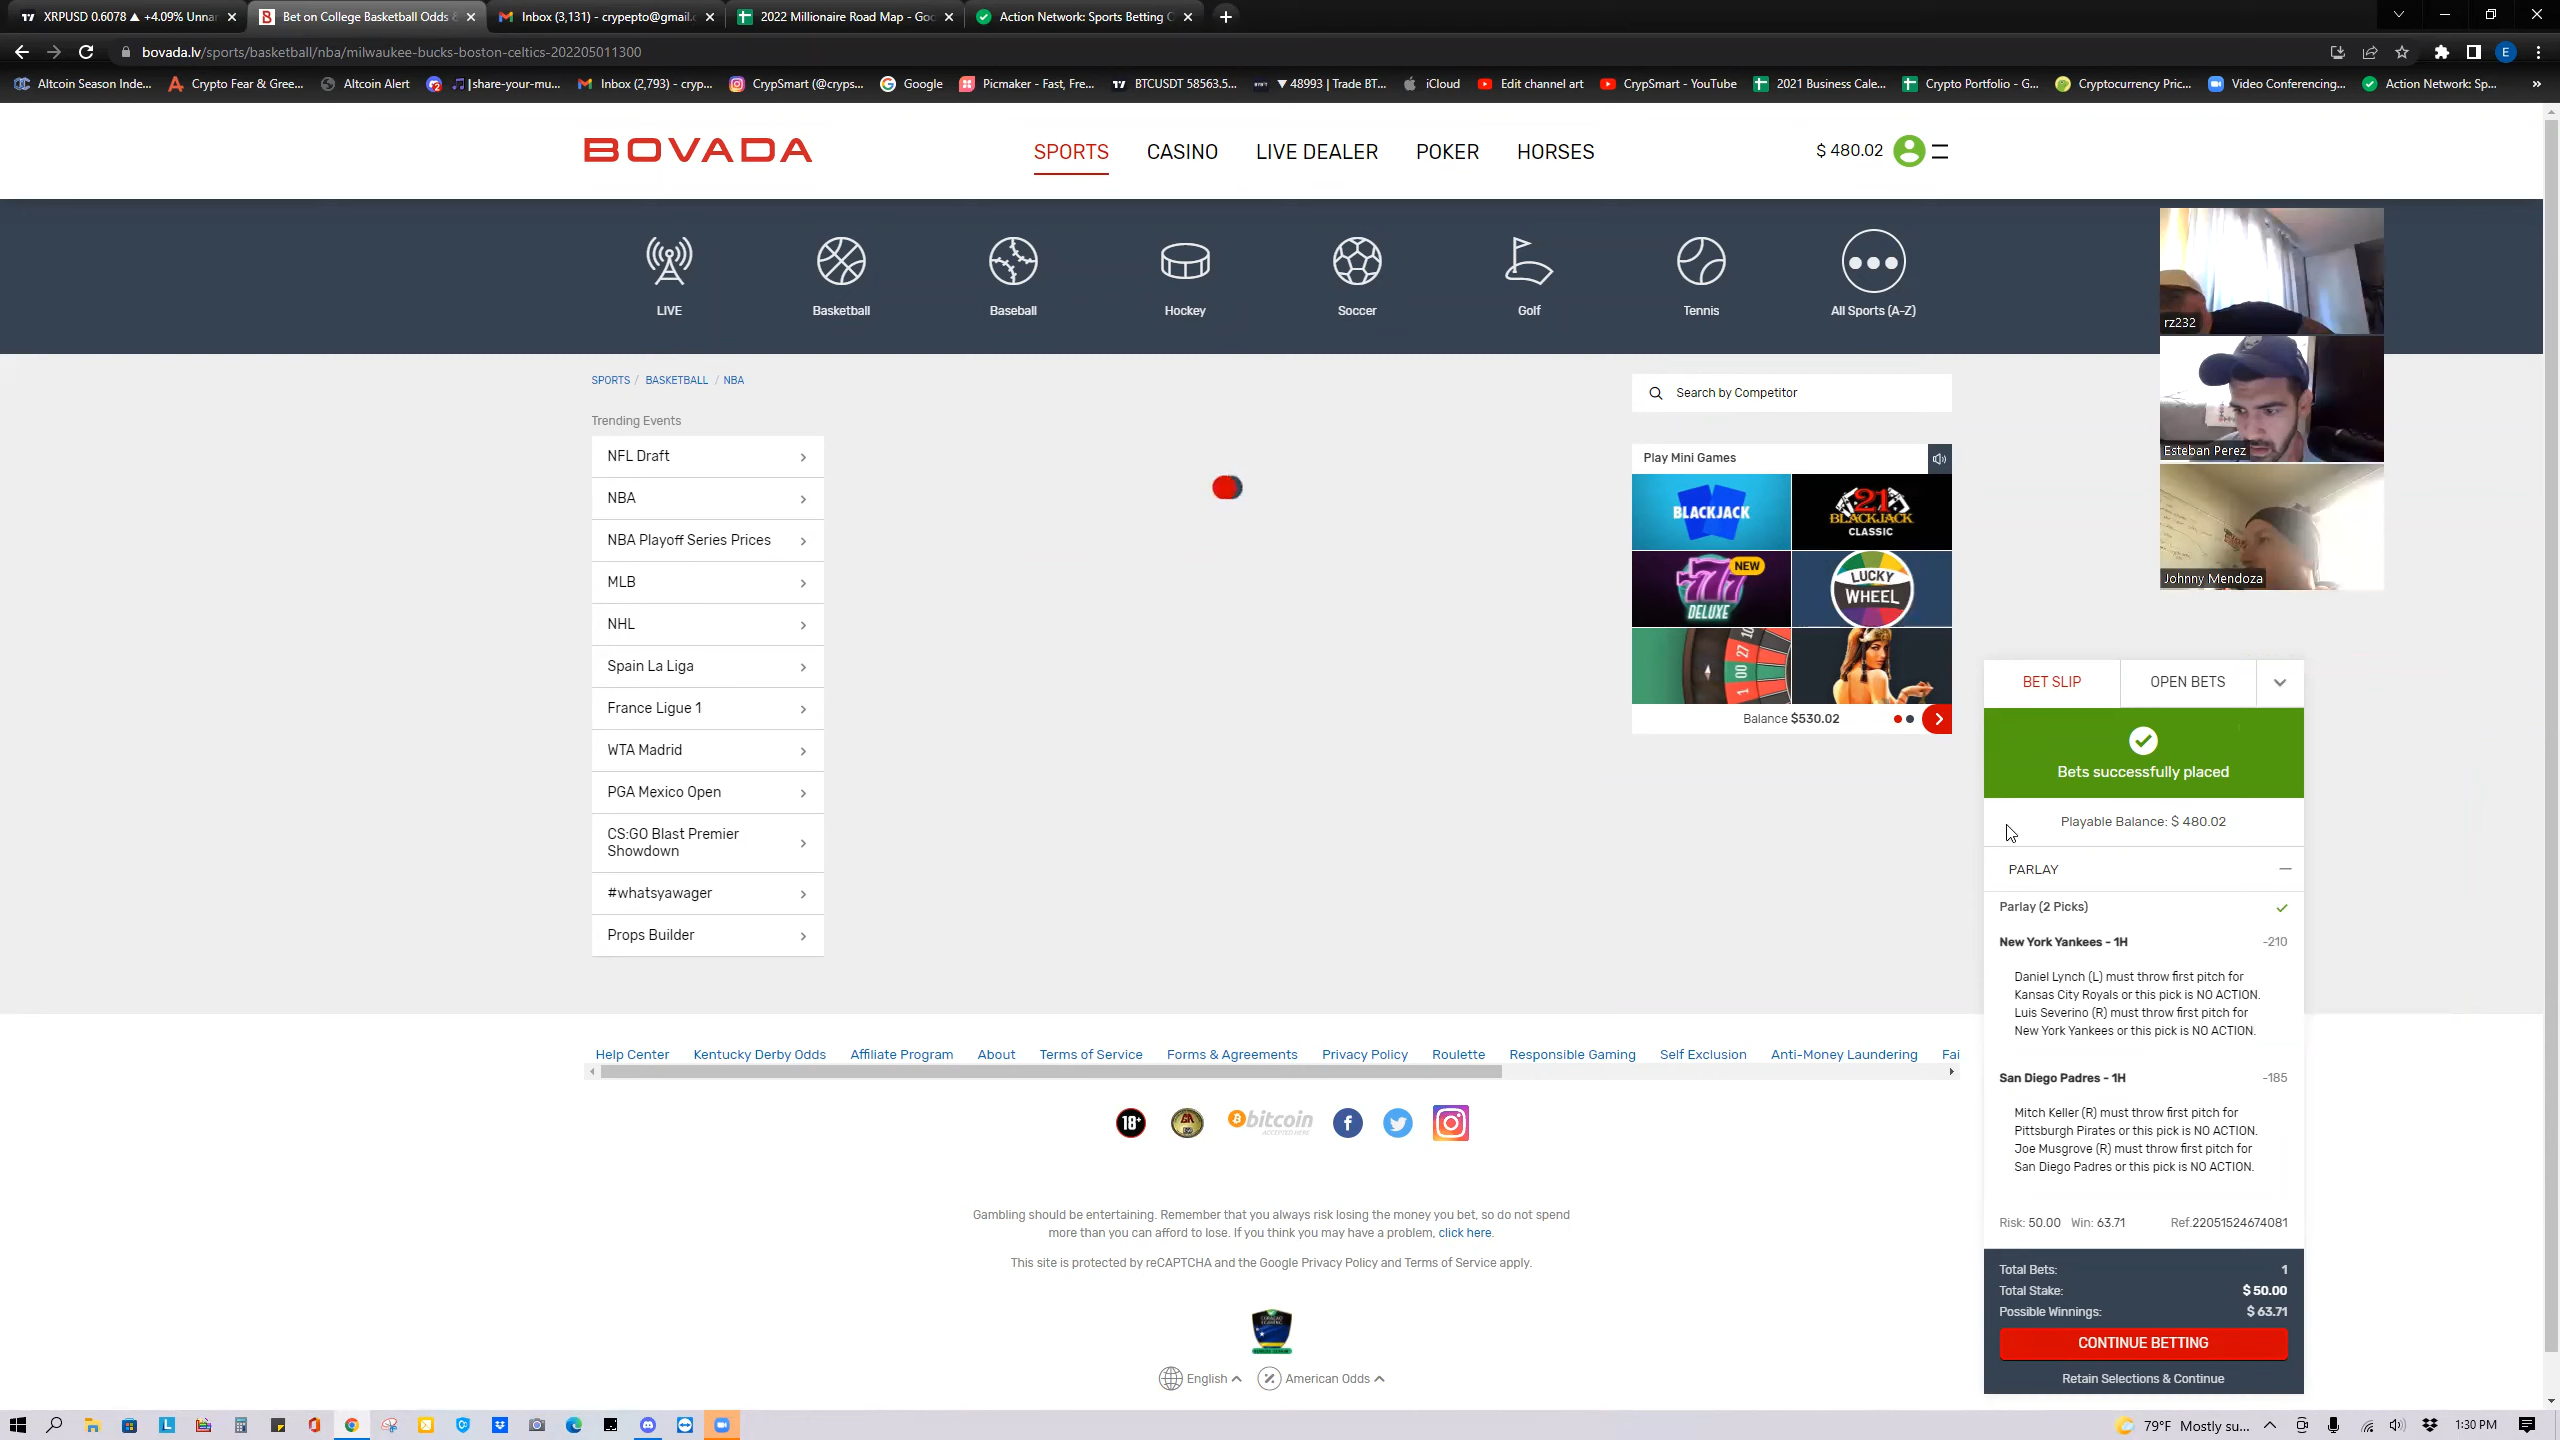 XRPUSD 0.6078 ▲ +4.09% Unnar
Bet on College Basketball Odds &
Inbox (3,131) - crypepto@gmail.c
2022 Millionaire Road Map - Goo
Action Network: Sports Betting O
bovada.lv/sports/basketball/nba/milwaukee-bucks-boston-celtics-202205011300
E
Altcoin Season Inde...
Crypto Fear & Gree...
Altcoin Alert
|share-your-mu...
Inbox (2,793) - cryp...
CrypSmart (@cryps...
Google
Picmaker - Fast, Fre...
BTCUSDT 58563.5...
▼ 48993 | Trade BT...
iCloud
Edit channel art
CrypSmart - YouTube
2021 Business Cale...
Crypto Portfolio - G...
Cryptocurrency Pric...
Video Conferencing...
Action Network: Sp...
BOVADA
SPORTS
CASINO
LIVE DEALER
POKER
HORSES
$ 480.02
LIVE
Basketball
Baseball
Hockey
Soccer
Golf
Tennis
All Sports (A-Z)
rz232
Esteban Perez
Johnny Mendoza
SPORTS / BASKETBALL / NBA
Search by Competitor
Trending Events
NFL Draft
NBA
NBA Playoff Series Prices
MLB
NHL
Spain La Liga
France Ligue 1
WTA Madrid
PGA Mexico Open
CS:GO Blast Premier
Showdown
#whatsyawager
Props Builder
Play Mini Games
BLACKJACK
21
BLACKJACK
CLASSIC
NEW
777
DELUXE
LUCKY
WHEEL
Balance $530.02
BET SLIP
OPEN BETS
Bets successfully placed
Playable Balance: $ 480.02
PARLAY
Parlay (2 Picks)
New York Yankees - 1H -210
Daniel Lynch (L) must throw first pitch for
Kansas City Royals or this pick is NO ACTION.
Luis Severino (R) must throw first pitch for
New York Yankees or this pick is NO ACTION.
San Diego Padres - 1H -185
Mitch Keller (R) must throw first pitch for
Pittsburgh Pirates or this pick is NO ACTION.
Joe Musgrove (R) must throw first pitch for
San Diego Padres or this pick is NO ACTION.
Risk: 50.00 Win: 63.71 Ref.22051524674081
Total Bets: 1
Total Stake: $ 50.00
Possible Winnings: $ 63.71
CONTINUE BETTING
Retain Selections & Continue
Help Center
Kentucky Derby Odds
Affiliate Program
About
Terms of Service
Forms & Agreements
Privacy Policy
Roulette
Responsible Gaming
Self Exclusion
Anti-Money Laundering
Fai
18+
bitcoin
ACCEPTED HERE
Gambling should be entertaining. Remember that you always risk losing the money you bet, so do not spend
more than you can afford to lose. If you think you may have a problem, click here.
This site is protected by reCAPTCHA and the Google Privacy Policy and Terms of Service apply.
English
American Odds
79°F Mostly su...
1:30 PM